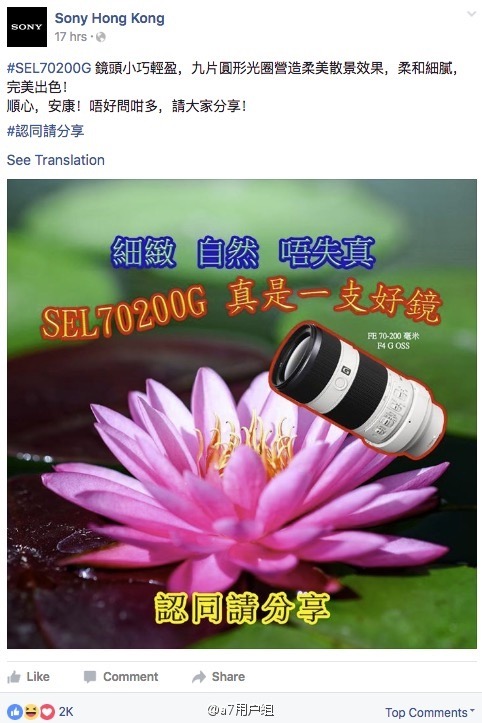 SONY
Sony Hong Kong
17 hrs ·
#SEL70200G 鏡頭小巧輕盈，九片圓形光圈營造柔美散景效果，柔和細膩，
完美出色！
順心，安康！唔好問咁多，請大家分享！
#認同請分享
See Translation
細緻 自然 唔失真
SEL70200G 真是一支好鏡
FE 70-200 毫米
F4 G OSS
G
認同請分享
Like
Comment
Share
2K
@a7用户组
Top Comments